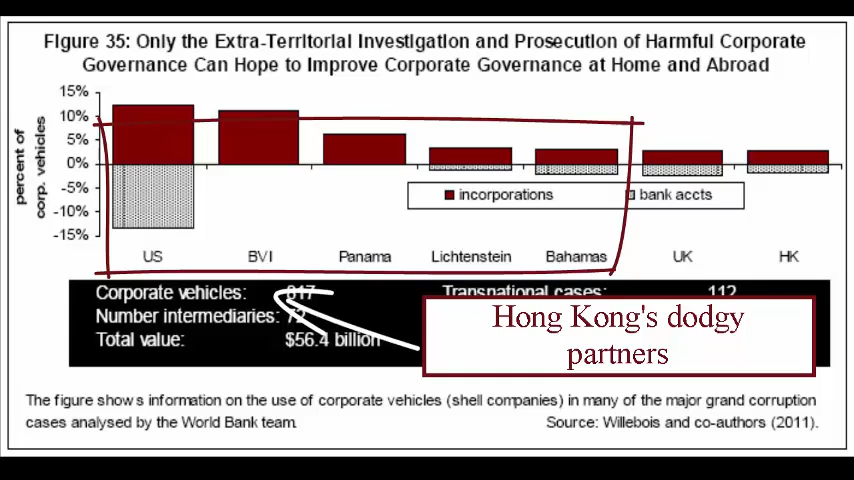 Figure 35: Only the Extra-Territorial Investigation and Prosecution of Harmful Corporate
Governance Can Hope to Improve Corporate Governance at Home and Abroad
percent of
corp. vehicles
15%
10%
5%
0%
-5%
-10%
-15%
incorporations bank accts
US BVI Panama Lichtenstein Bahamas UK HK
Corporate vehicles: 817 Transnational cases: 112
Number intermediaries: 72
Total value: $56.4 billion
Hong Kong's dodgy
partners
The figure shows information on the use of corporate vehicles (shell companies) in many of the major grand corruption
cases analysed by the World Bank team. Source: Willebois and co-authors (2011).